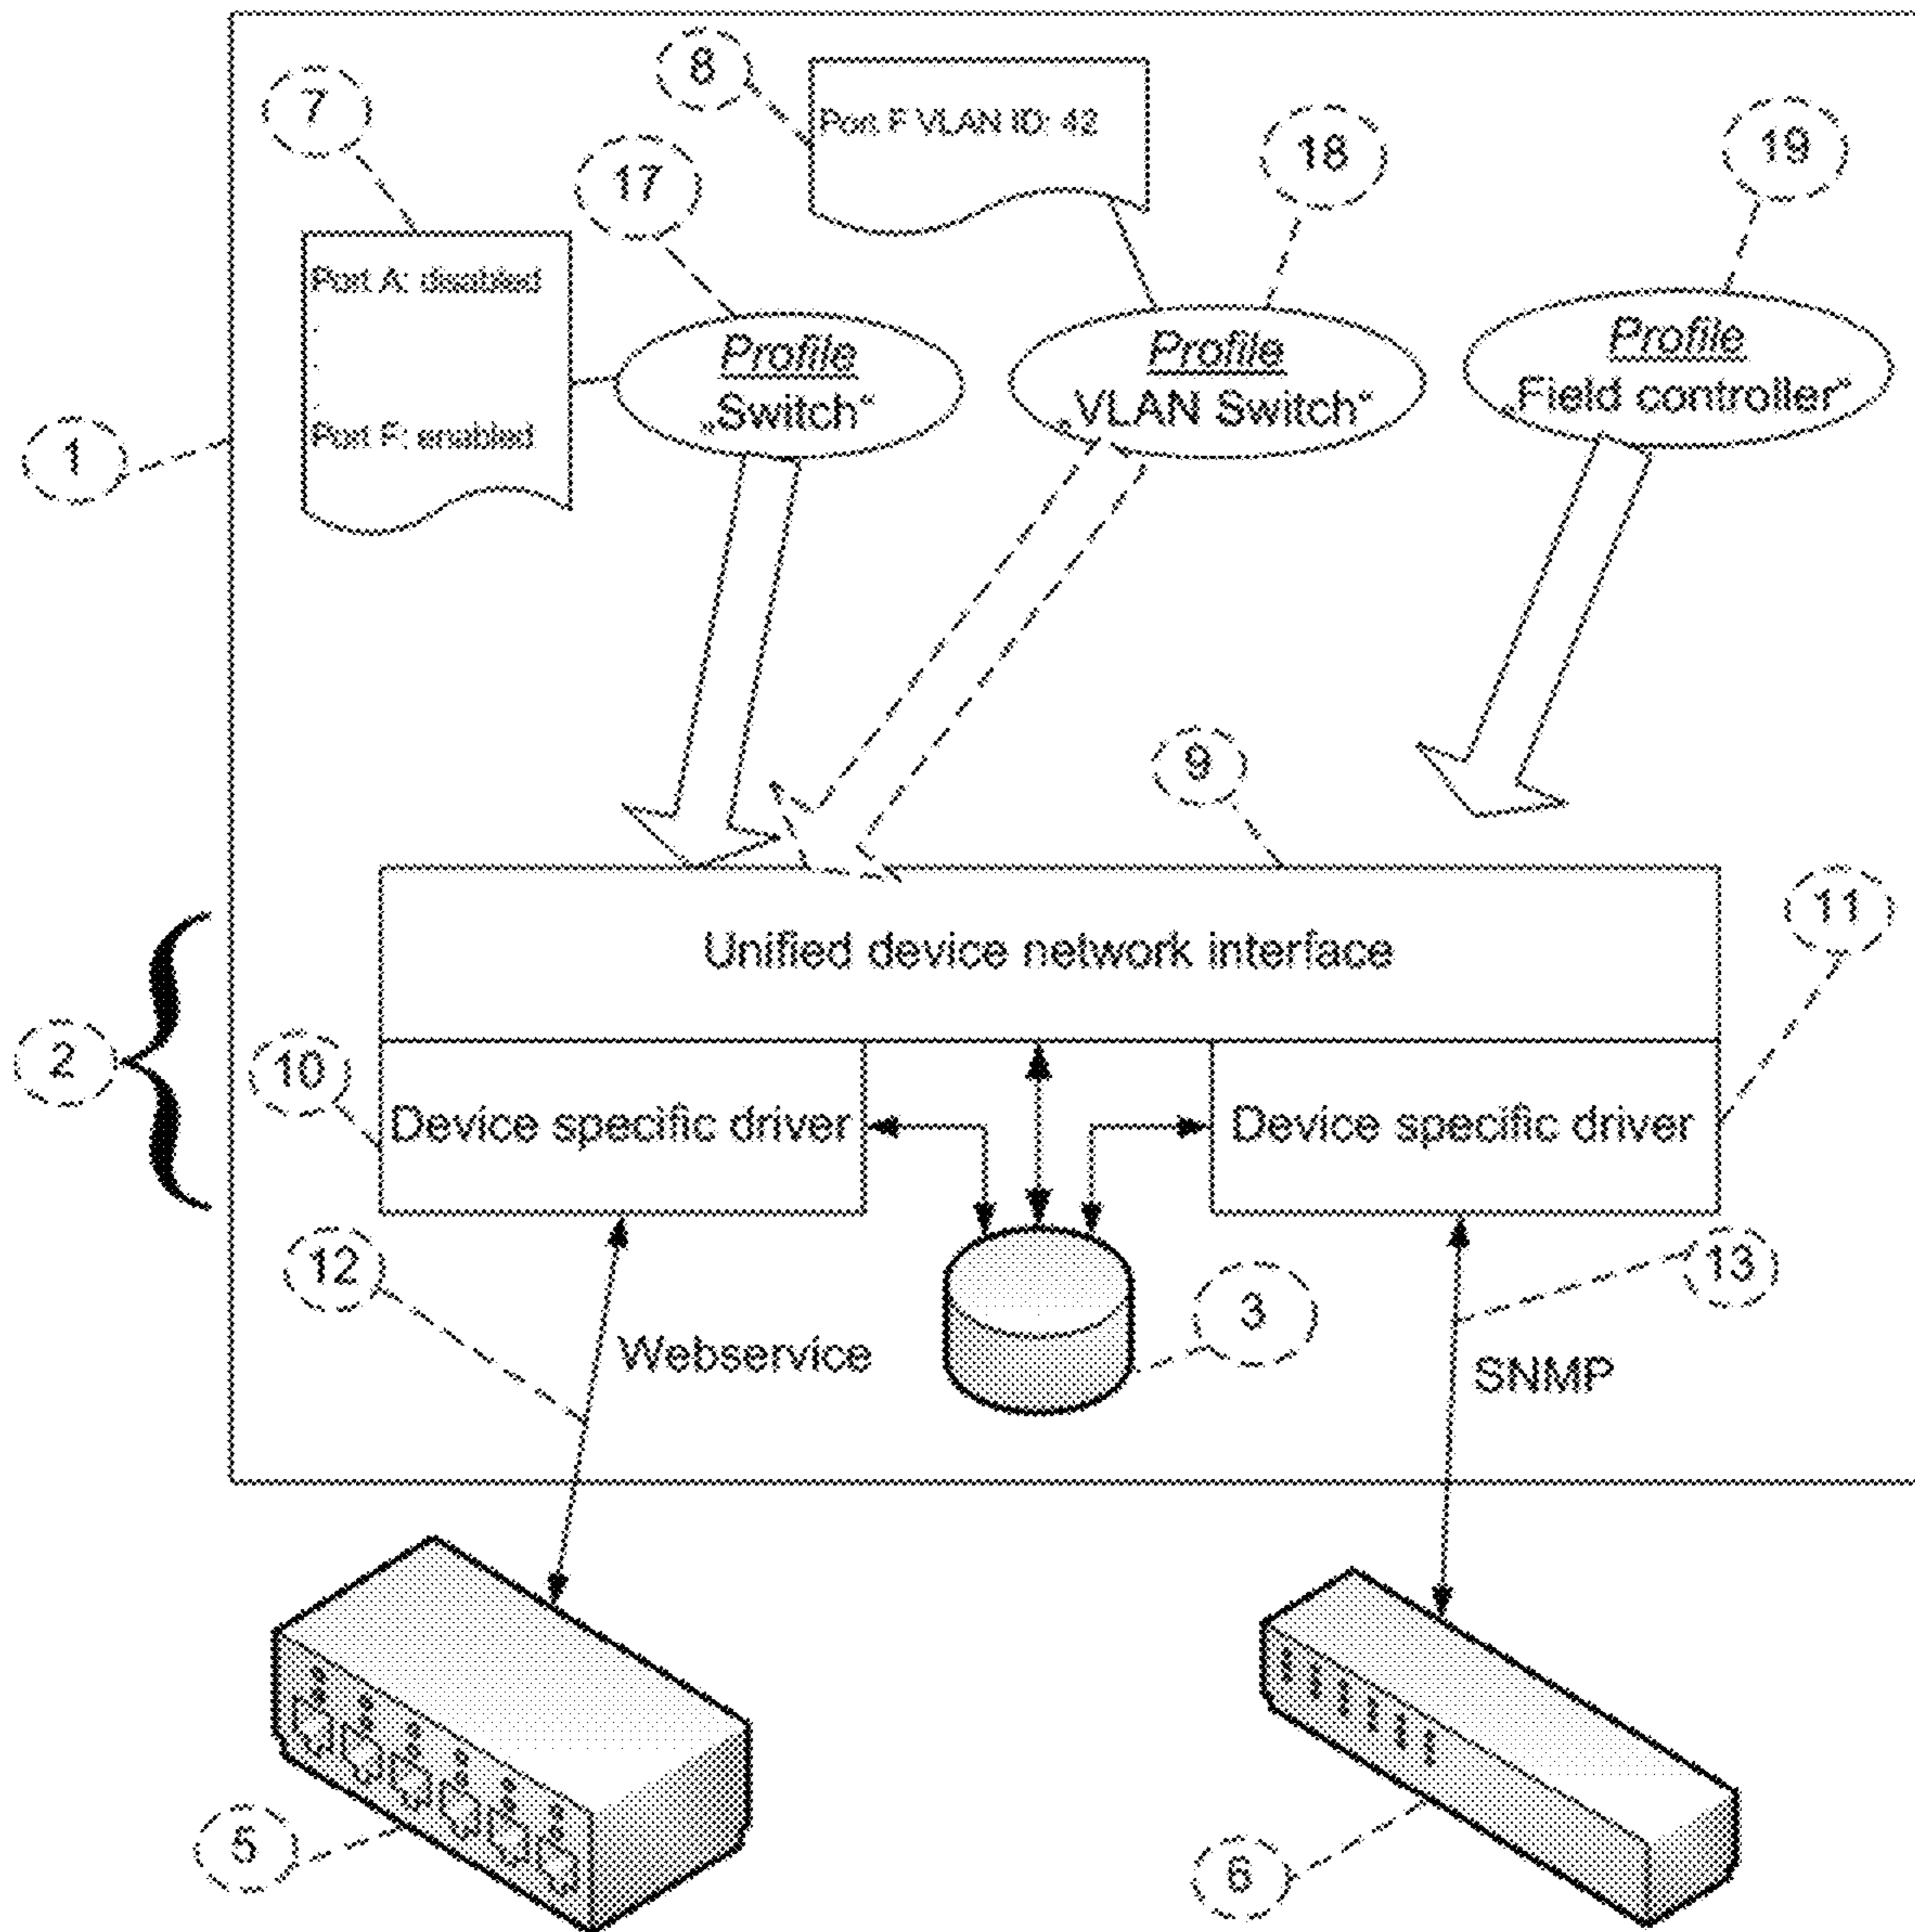 8
Port F VLAN ID: 42
7
17
18
19
Port A: disabled
.
.
.
Port F: enabled
Profile
„Switch“
Profile
„VLAN Switch“
Profile
„Field controller“
1
9
11
Unified device network interface
2
10
Device specific driver
Device specific driver
12
3
13
Webservice
SNMP
5
6